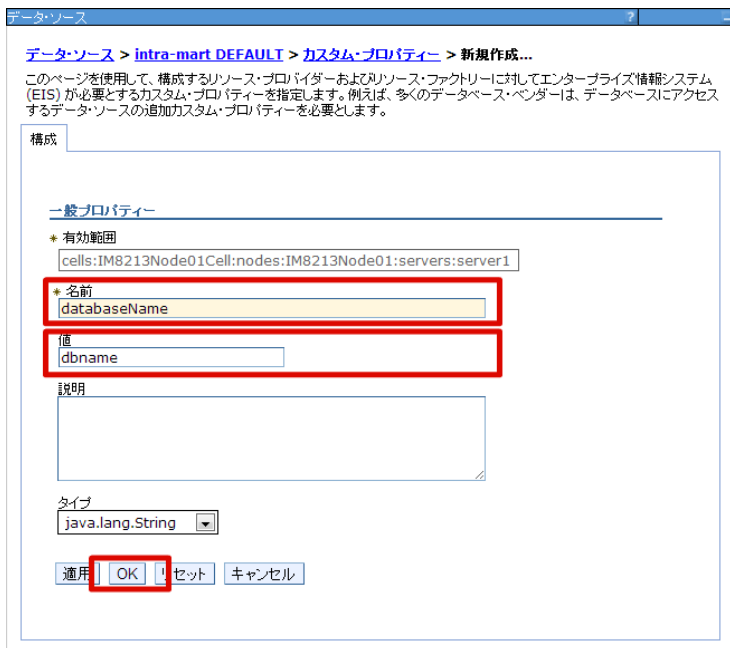 データ・ソース ?
データ・ソース > intra-mart DEFAULT > カスタム・プロパティー > 新規作成...
このページを使用して、構成するリソース・プロバイダーおよびリソース・ファクトリーに対してエンタープライズ情報システム
(EIS) が必要とするカスタム・プロパティーを指定します。例えば、多くのデータベース・ベンダーは、データベースにアクセス
するデータ・ソースの追加カスタム・プロパティーを必要とします。
構成
一般プロパティー
* 有効範囲
cells:IM8213Node01Cell:nodes:IM8213Node01:servers:server1
* 名前
databaseName
値
dbname
説明
タイプ
java.lang.String
適用 OK リセット キャンセル